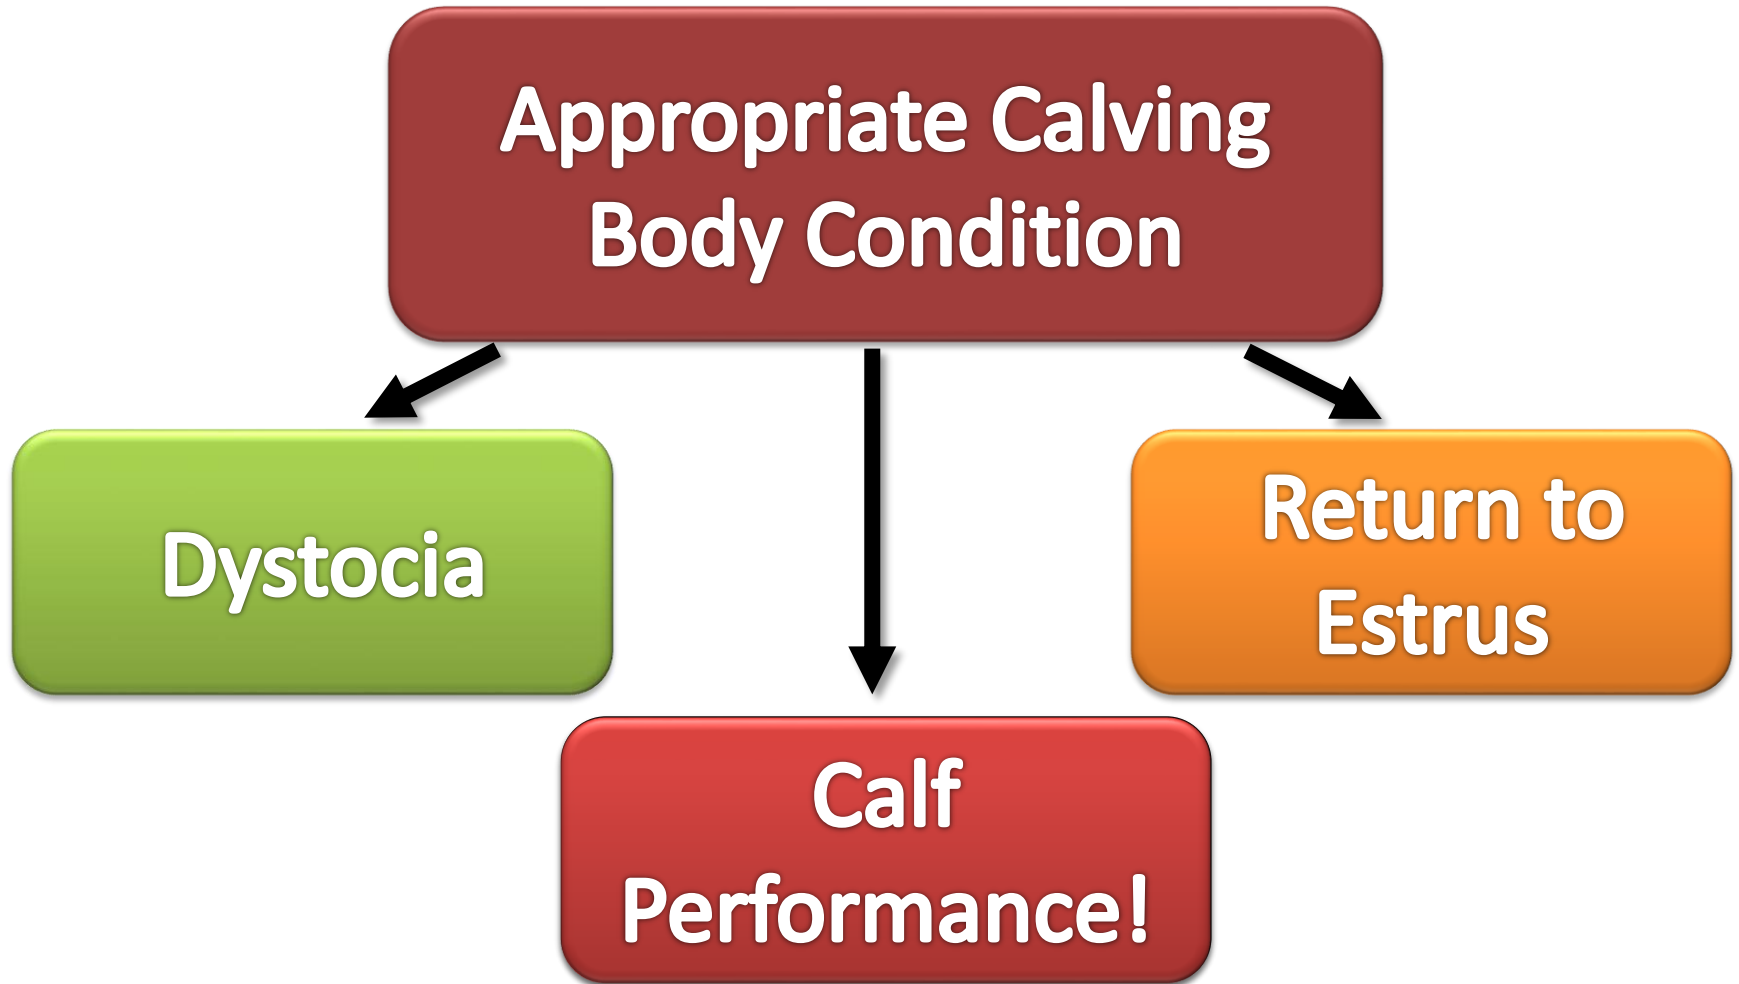 Appropriate Calving
Body Condition
Dystocia
Return to
Estrus
Calf
Performance!